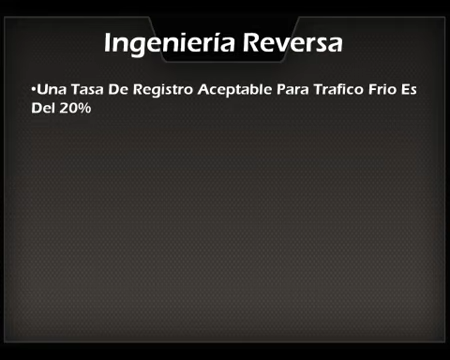 Ingeniería Reversa
•Una Tasa De Registro Aceptable Para Trafico Frio Es
Del 20%